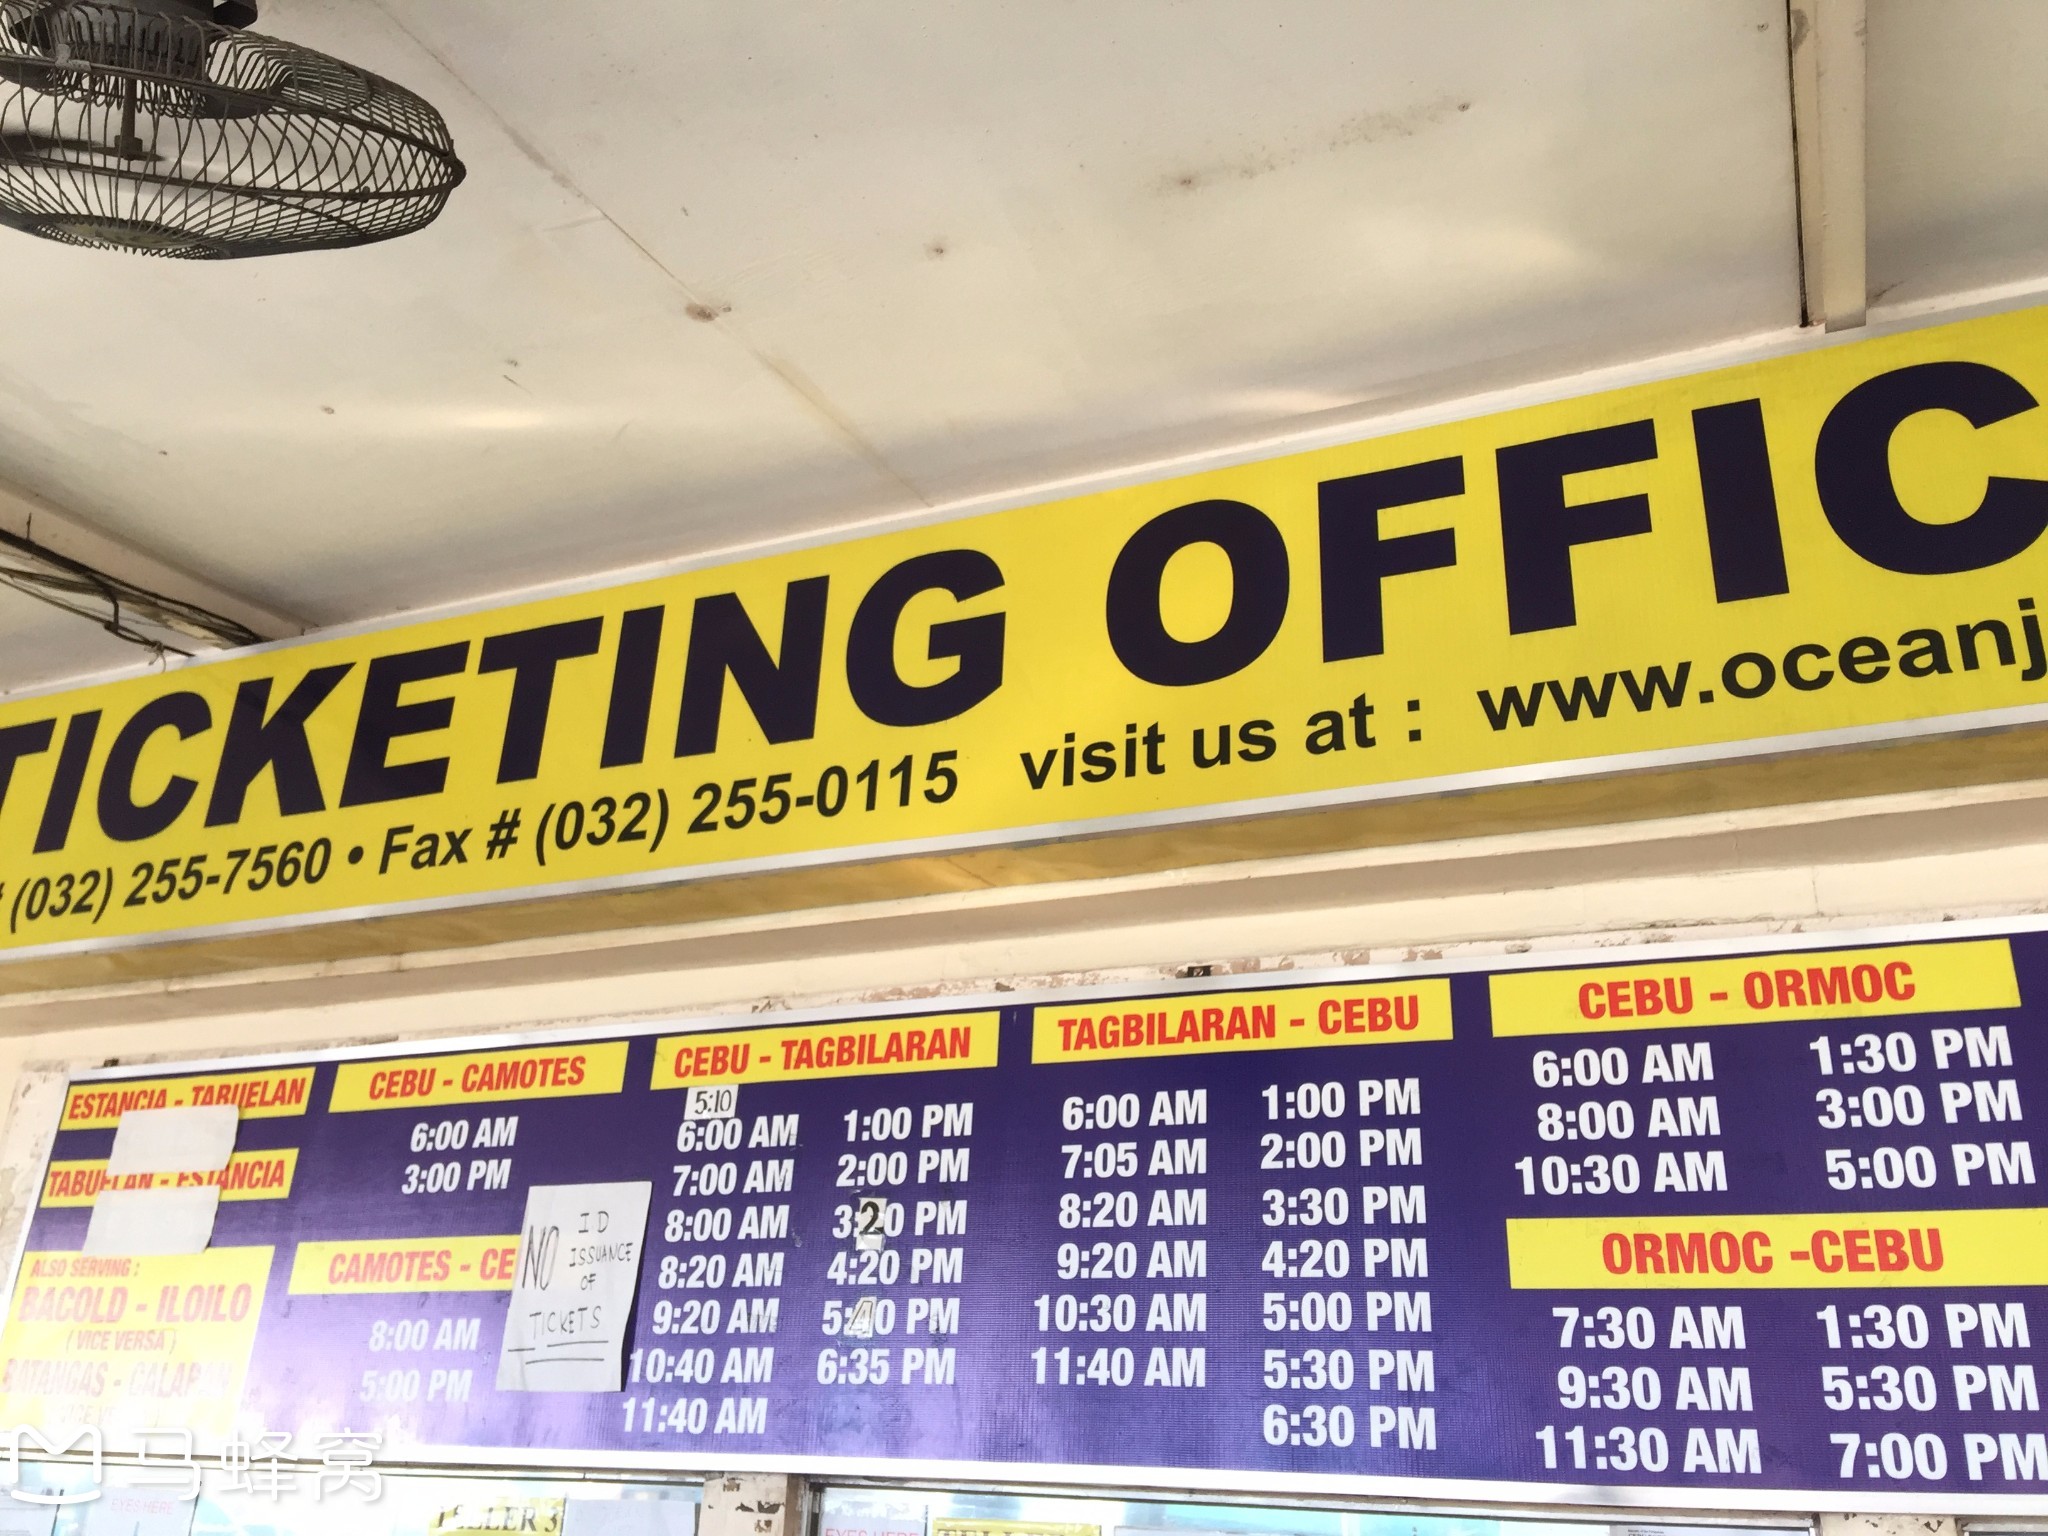 TICKETING OFFIC
(032) 255-7560 • Fax # (032) 255-0115 visit us at : www.oceanj
ESTANCIA - TABUELAN
TABUELAN - ESTANCIA
ALSO SERVING :
BACOLD - ILOILO
( VICE VERSA )
BATANGAS - CALAPAN
CEBU - CAMOTES
6:00 AM
3:00 PM
CAMOTES - CE
8:00 AM
5:00 PM
NO ID
ISSUANCE
OF
TICKETS
CEBU - TAGBILARAN
5:10
6:00 AM 1:00 PM
7:00 AM 2:00 PM
8:00 AM 3:20 PM
8:20 AM 4:20 PM
9:20 AM 5:40 PM
10:40 AM 6:35 PM
11:40 AM
TAGBILARAN - CEBU
6:00 AM 1:00 PM
7:05 AM 2:00 PM
8:20 AM 3:30 PM
9:20 AM 4:20 PM
10:30 AM 5:00 PM
11:40 AM 5:30 PM
6:30 PM
CEBU - ORMOC
6:00 AM 1:30 PM
8:00 AM 3:00 PM
10:30 AM 5:00 PM
ORMOC -CEBU
7:30 AM 1:30 PM
9:30 AM 5:30 PM
11:30 AM 7:00 PM
马蜂窝
EYES HERE
TELLER 3
EYES HERE
TELLER